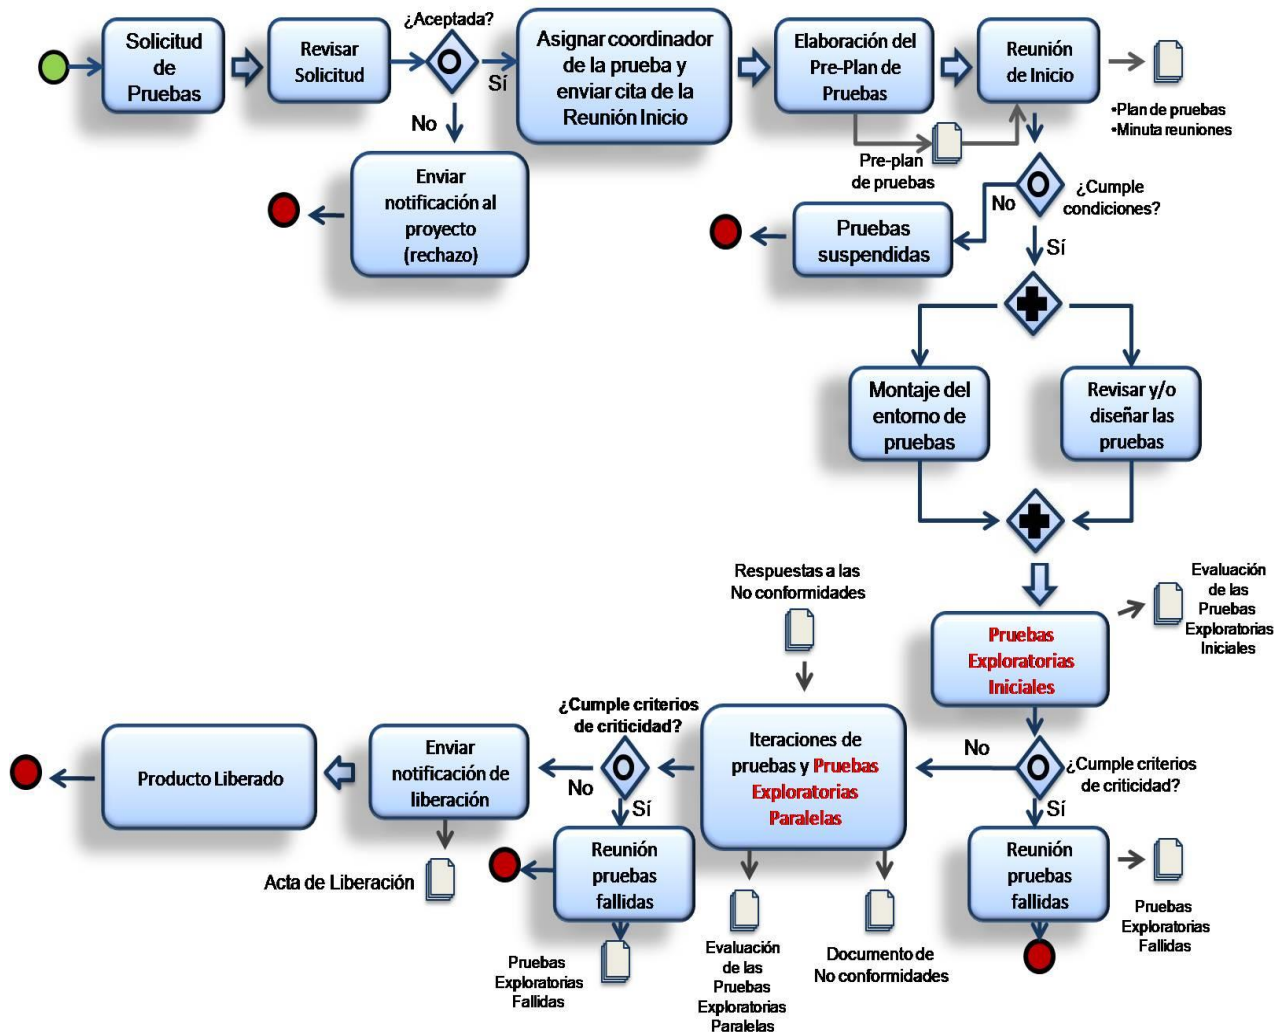 Solicitud
de
Pruebas
Revisar
Solicitud
¿Aceptada?
Sí
No
Asignar coordinador
de la prueba y
enviar cita de la
Reunión Inicio
Elaboración del
Pre-Plan de
Pruebas
Reunión
de Inicio
•Plan de pruebas
•Minuta reuniones
Pre-plan
de pruebas
Enviar
notificación al
proyecto
(rechazo)
¿Cumple
condiciones?
No
Sí
Pruebas
suspendidas
Montaje del
entorno de
pruebas
Revisar y/o
diseñar las
pruebas
Respuestas a las
No conformidades
Evaluación
de las
Pruebas
Exploratorias
Iniciales
Pruebas
Exploratorias
Iniciales
¿Cumple criterios
de criticidad?
No
Sí
Iteraciones de
pruebas y Pruebas
Exploratorias
Paralelas
¿Cumple criterios
de criticidad?
No
Sí
Enviar
notificación de
liberación
Producto Liberado
Acta de Liberación
Reunión
pruebas
fallidas
Pruebas
Exploratorias
Fallidas
Evaluación
de las
Pruebas
Exploratorias
Paralelas
Documento de
No conformidades
Reunión
pruebas
fallidas
Pruebas
Exploratorias
Fallidas